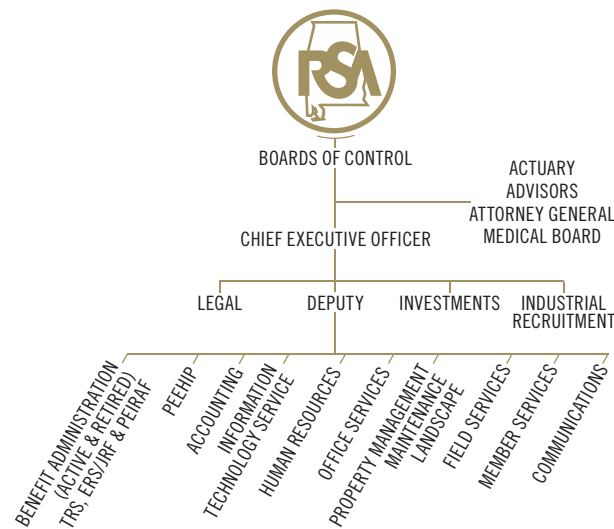 RSA
BOARDS OF CONTROL
ACTUARY
ADVISORS
ATTORNEY GENERAL
MEDICAL BOARD
CHIEF EXECUTIVE OFFICER
LEGAL
DEPUTY
INVESTMENTS
INDUSTRIAL
RECRUITMENT
BENEFIT ADMINISTRATION
(ACTIVE & RETIRED)
TRS, ERS/JRF & PEIRAF
PEEHIP
ACCOUNTING
INFORMATION
TECHNOLOGY SERVICE
HUMAN RESOURCES
OFFICE SERVICES
PROPERTY MANAGEMENT
MAINTENANCE
LANDSCAPE
FIELD SERVICES
MEMBER SERVICES
COMMUNICATIONS